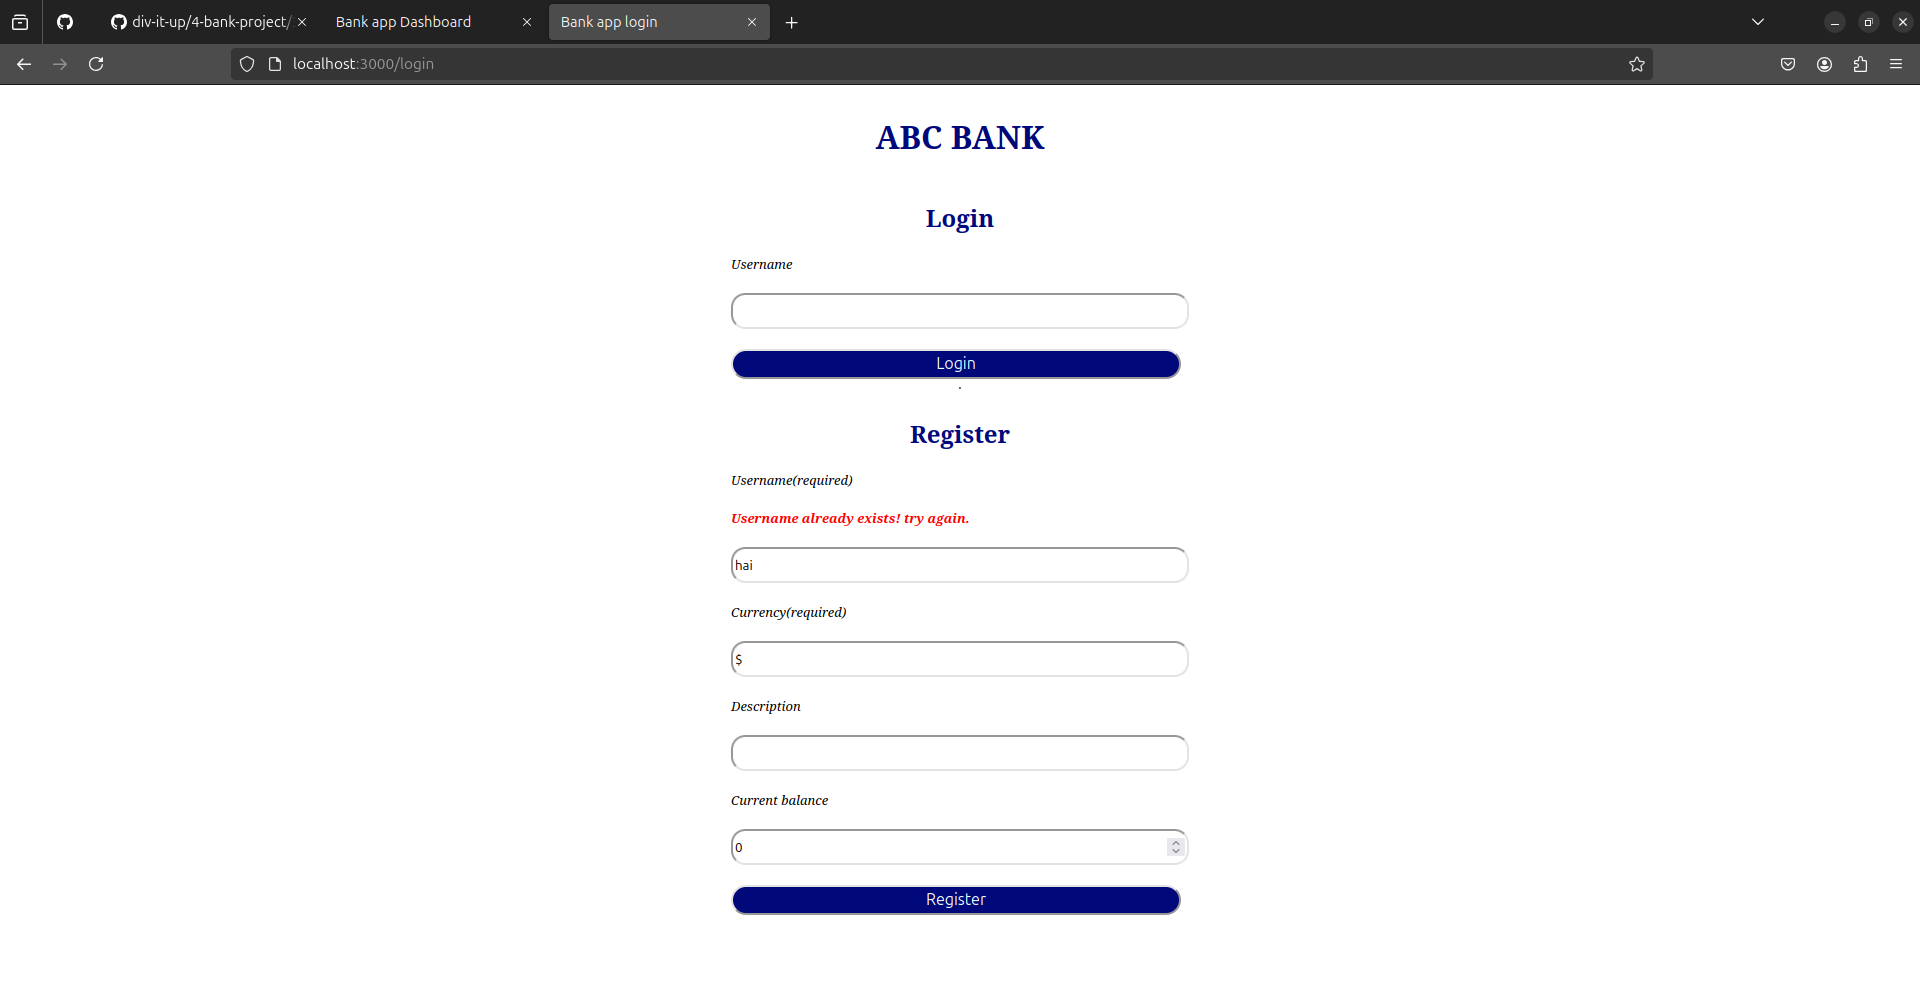 div-it-up/4-bank-project/
Bank app Dashboard
Bank app login
localhost:3000/login
ABC BANK
Login
Username
Login
.
Register
Username(required)
Username already exists! try again.
hai
Currency(required)
$
Description
Current balance
0
Register